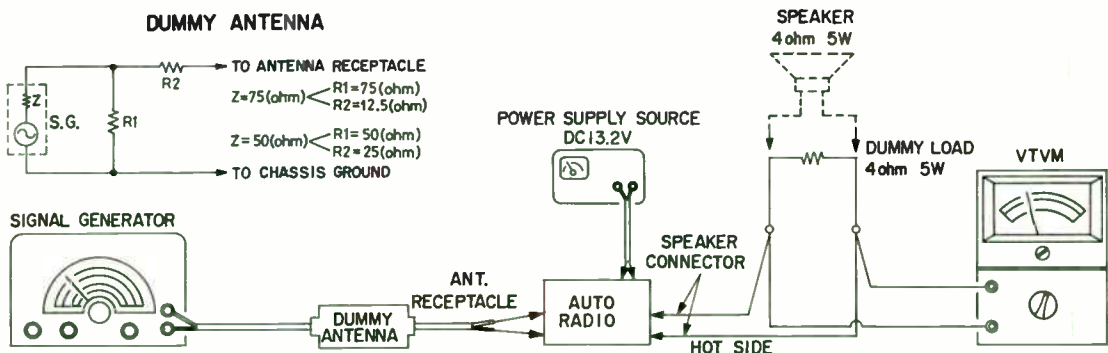 DUMMY ANTENNA
TO ANTENNA RECEPTACLE
R2
Z
S.G.
R1
Z=75(ohm) R1=75(ohm)
R2=12.5(ohm)
Z=50(ohm) R1=50(ohm)
R2=25(ohm)
TO CHASSIS GROUND
SPEAKER
4ohm 5W
POWER SUPPLY SOURCE
DC13.2V
DUMMY LOAD
4ohm 5W
VTVM
SIGNAL GENERATOR
SPEAKER
CONNECTOR
ANT.
RECEPTACLE
DUMMY
ANTENNA
AUTO
RADIO
HOT SIDE